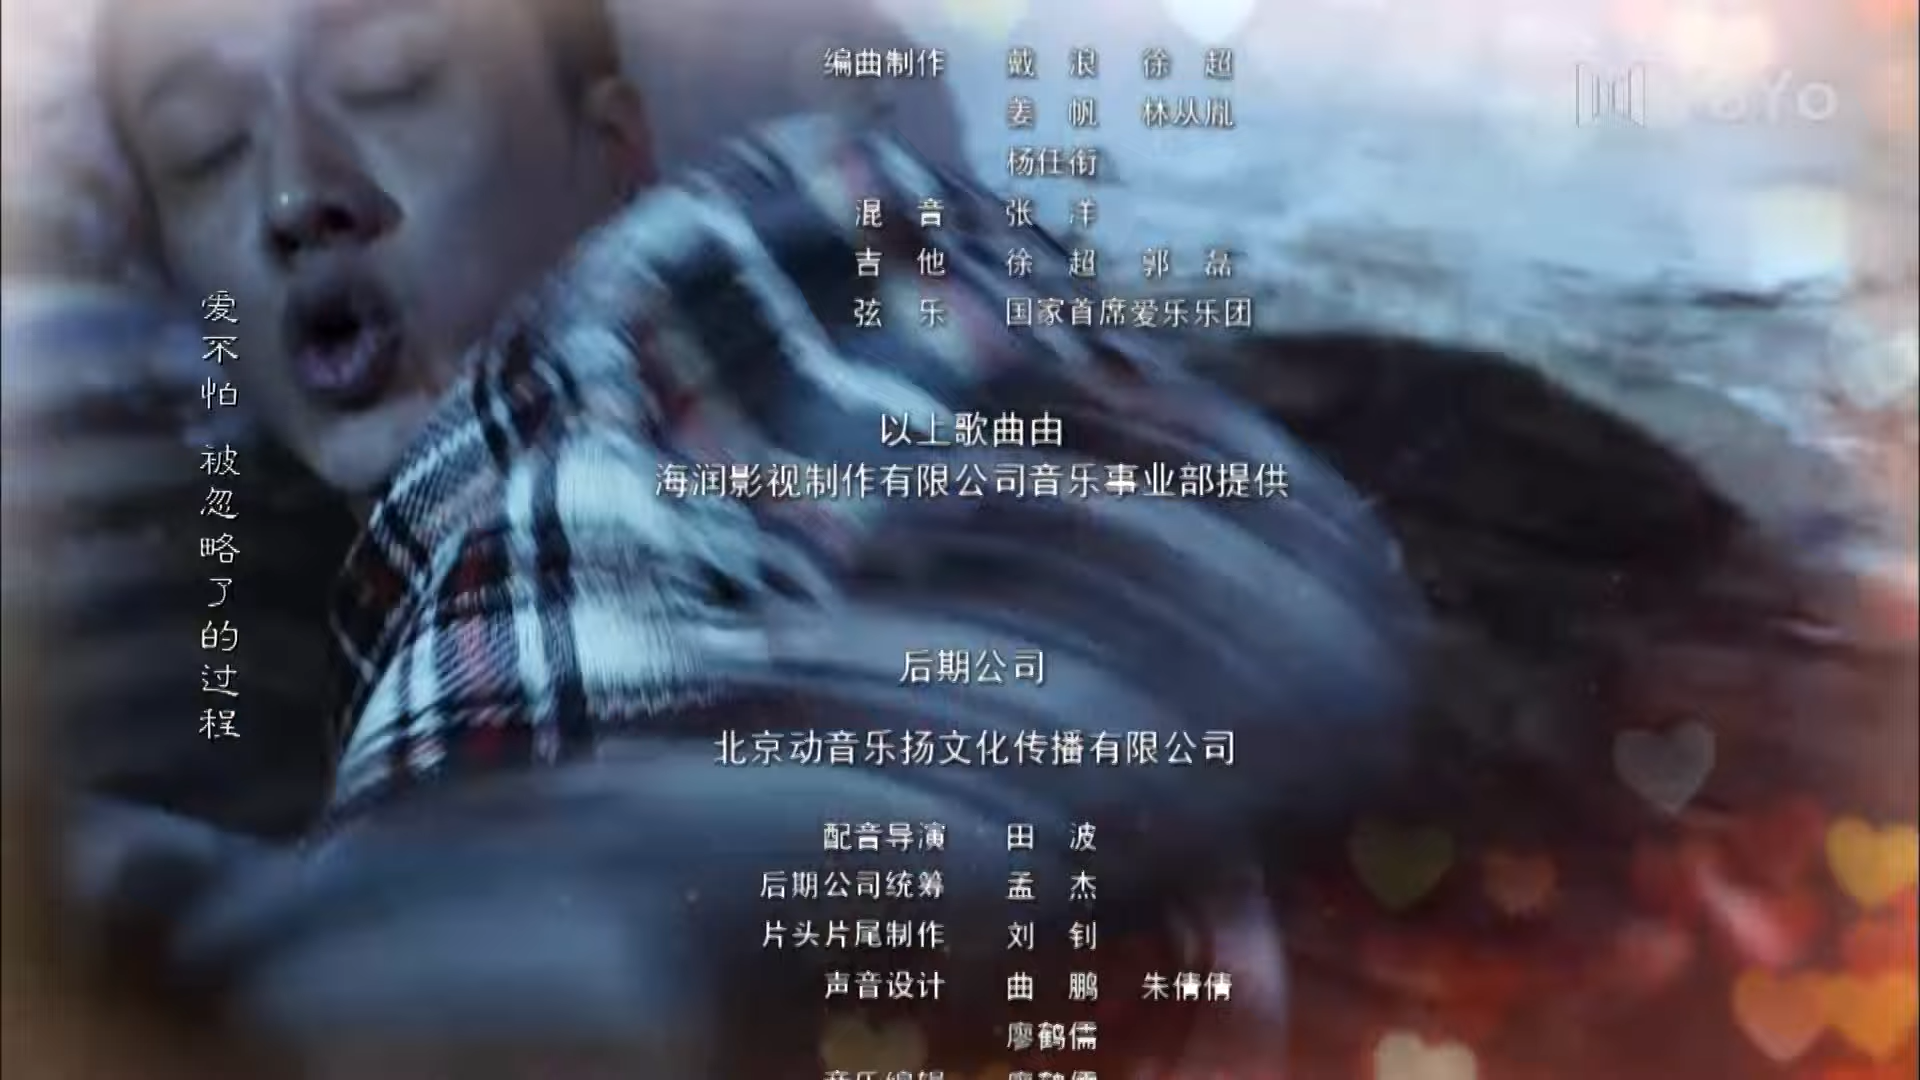 编曲制作 戴 浪 徐 超
姜 帆 林从胤
杨任衔
混 音 张 洋
吉 他 徐 超 郭 磊
弦 乐 国家首席爱乐乐团
以上歌曲由
海润影视制作有限公司音乐事业部提供
后期公司
北京动音乐扬文化传播有限公司
配音导演 田 波
后期公司统筹 孟 杰
片头片尾制作 刘 钊
声音设计 曲 鹏 朱倩倩
廖鹤儒
爱不怕 被忽略了的过程
YoYo